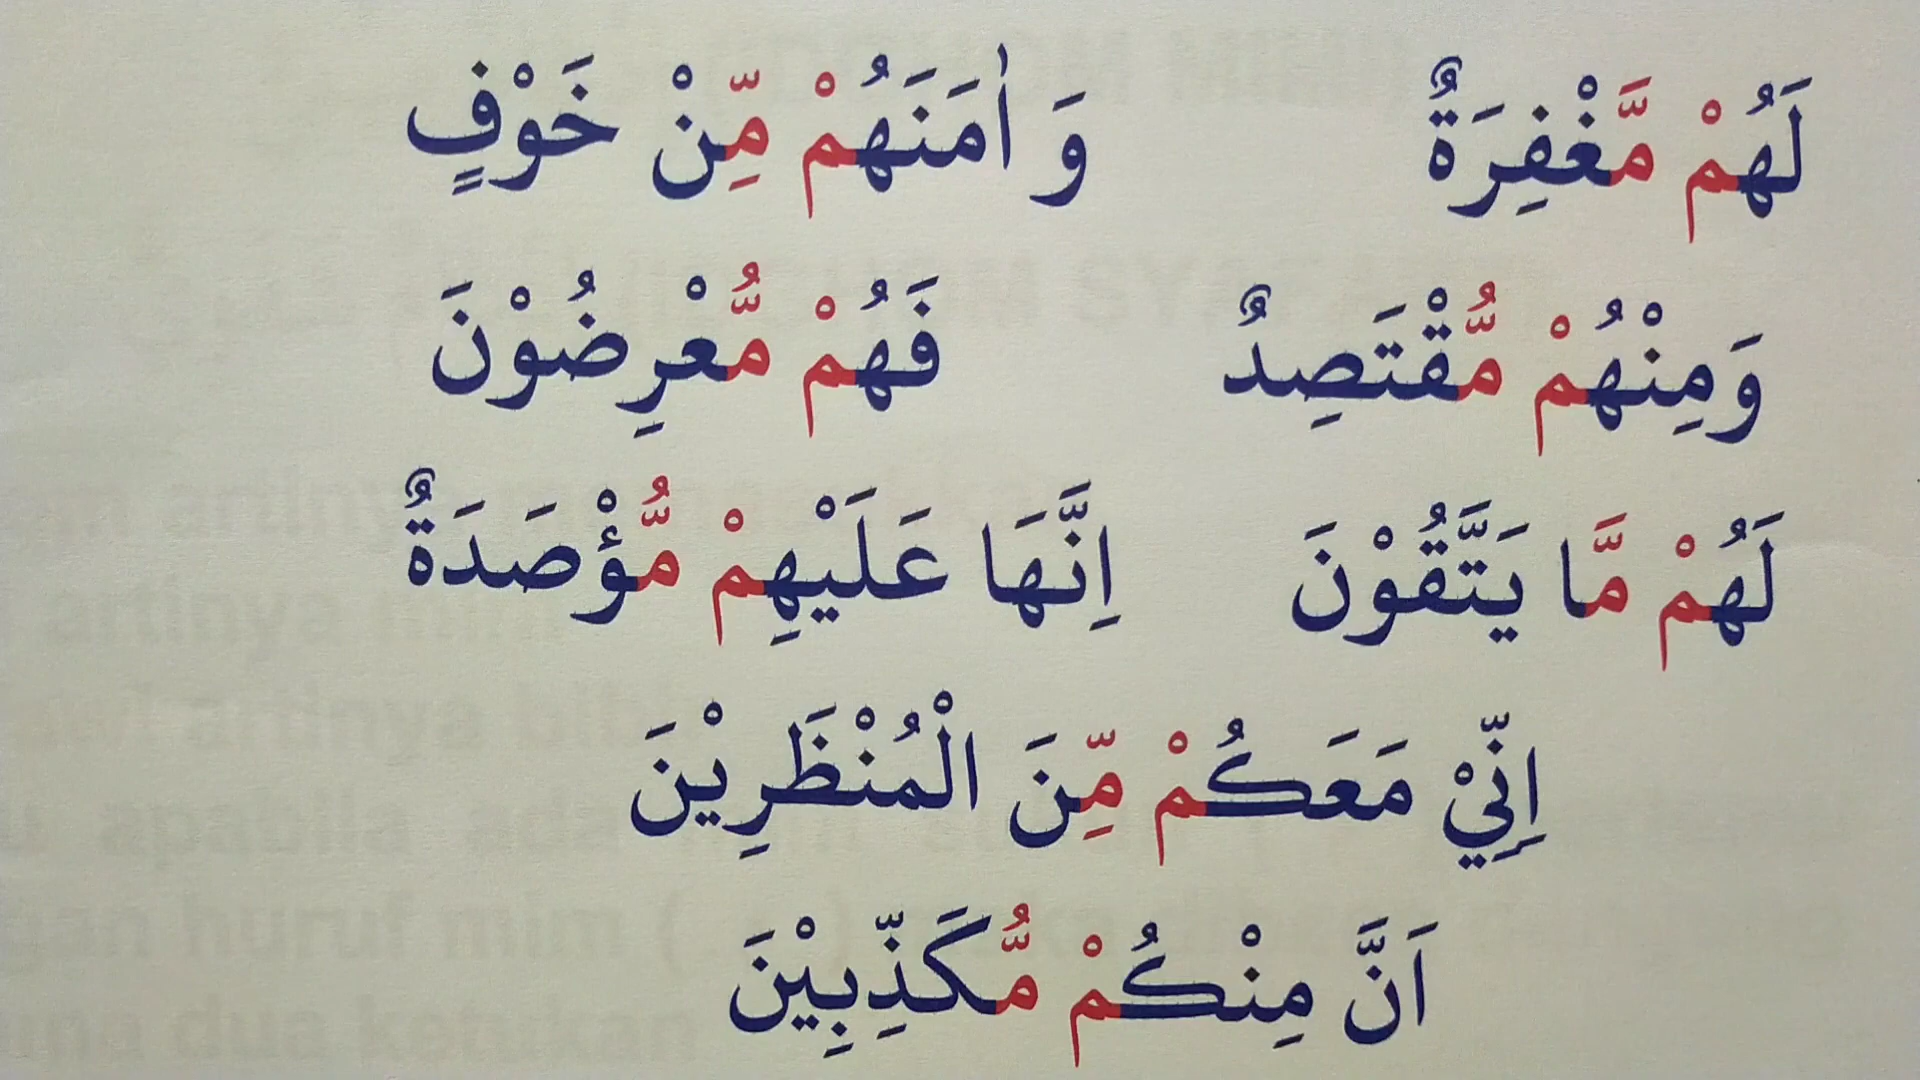 لَهُمْ مَّغْفِرَةٌ وَ اٰمَنَهُمْ مِّنْ خَوْفٍ
وَمِنْهُمْ مُّقْتَصِدٌ فَهُمْ مُّعْرِضُوْنَ
لَهُمْ مَّا يَتَّقُوْنَ اِنَّهَا عَلَيْهِمْ مُّؤْصَدَةٌ
اِنِّيْ مَعَكُمْ مِّنَ الْمُنْظَرِيْنَ
اَنَّ مِنْكُمْ مُّكَذِّبِيْنَ